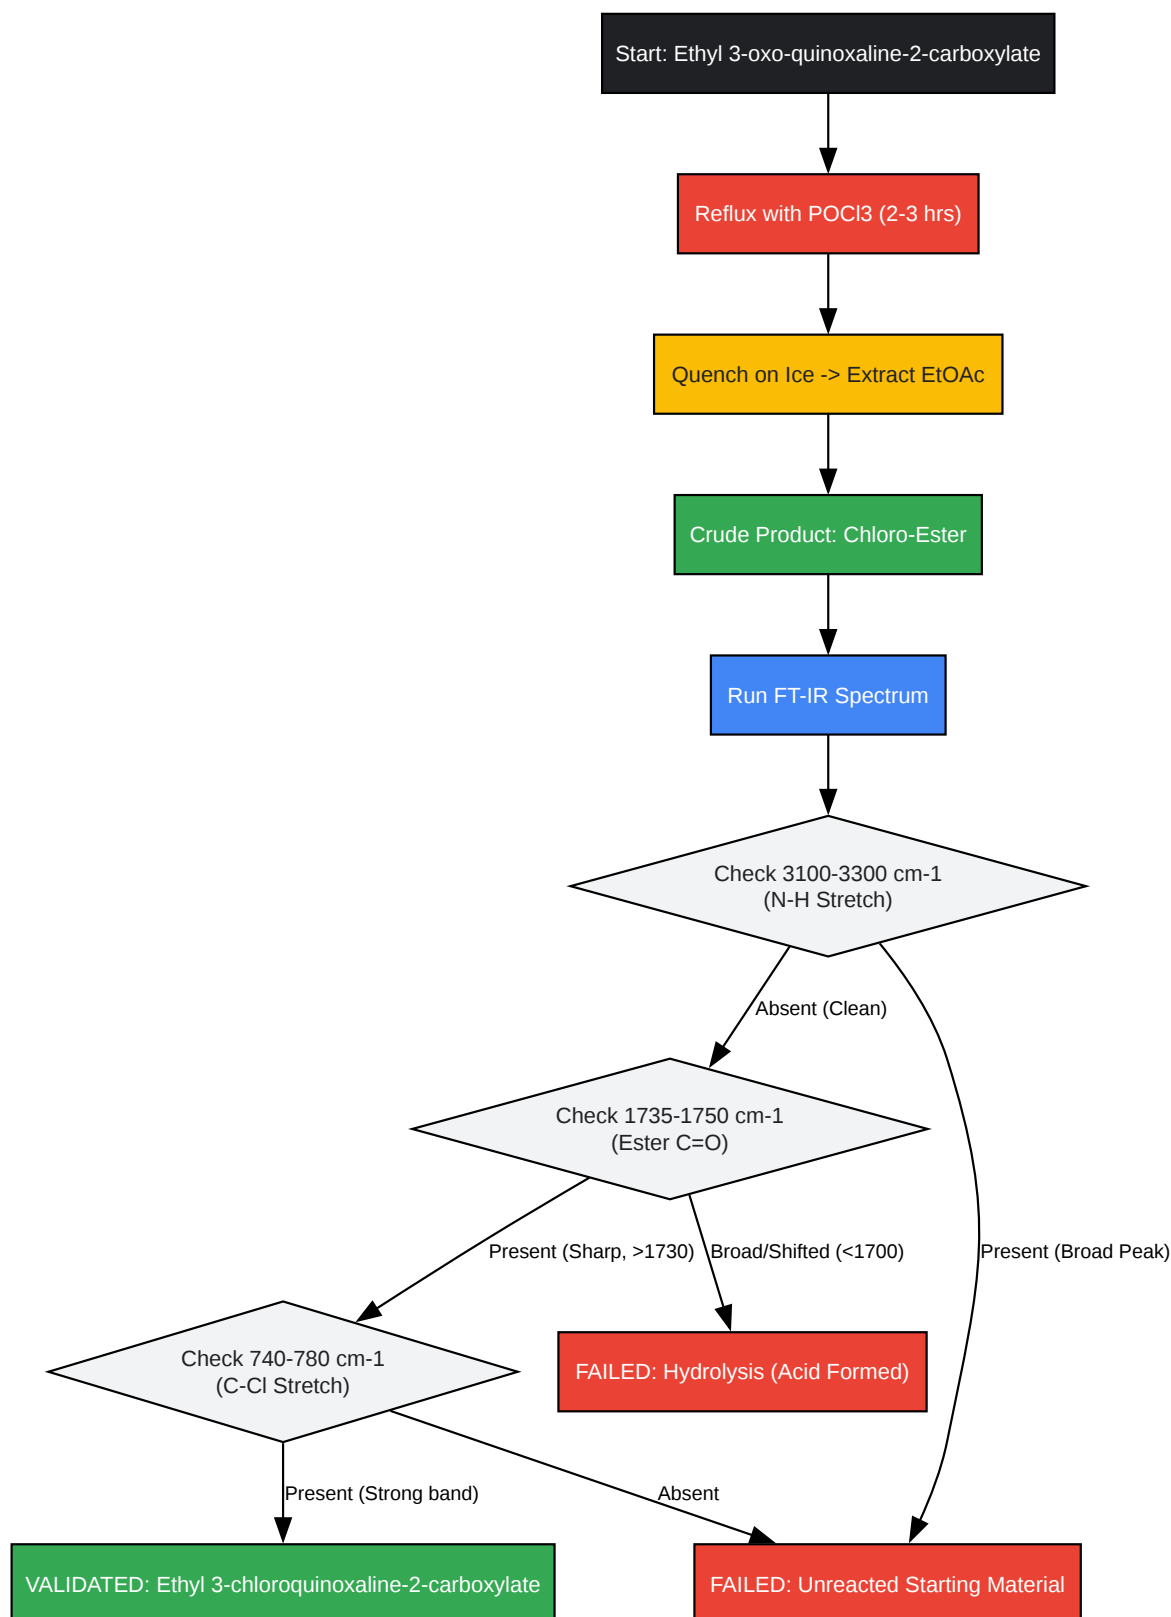 Start: Ethyl 3-oxo-quinoxaline-2-carboxylate
Reflux with POCl3 (2-3 hrs)
Quench on Ice -> Extract EtOAc
Crude Product: Chloro-Ester
Run FT-IR Spectrum
Check 3100-3300 cm-1
(N-H Stretch)
Absent (Clean)
Check 1735-1750 cm-1
(Ester C=O)
Present (Sharp, >1730)
Broad/Shifted (<1700)
Present (Broad Peak)
Check 740-780 cm-1
(C-Cl Stretch)
FAILED: Hydrolysis (Acid Formed)
Present (Strong band)
Absent
VALIDATED: Ethyl 3-chloroquinoxaline-2-carboxylate
FAILED: Unreacted Starting Material